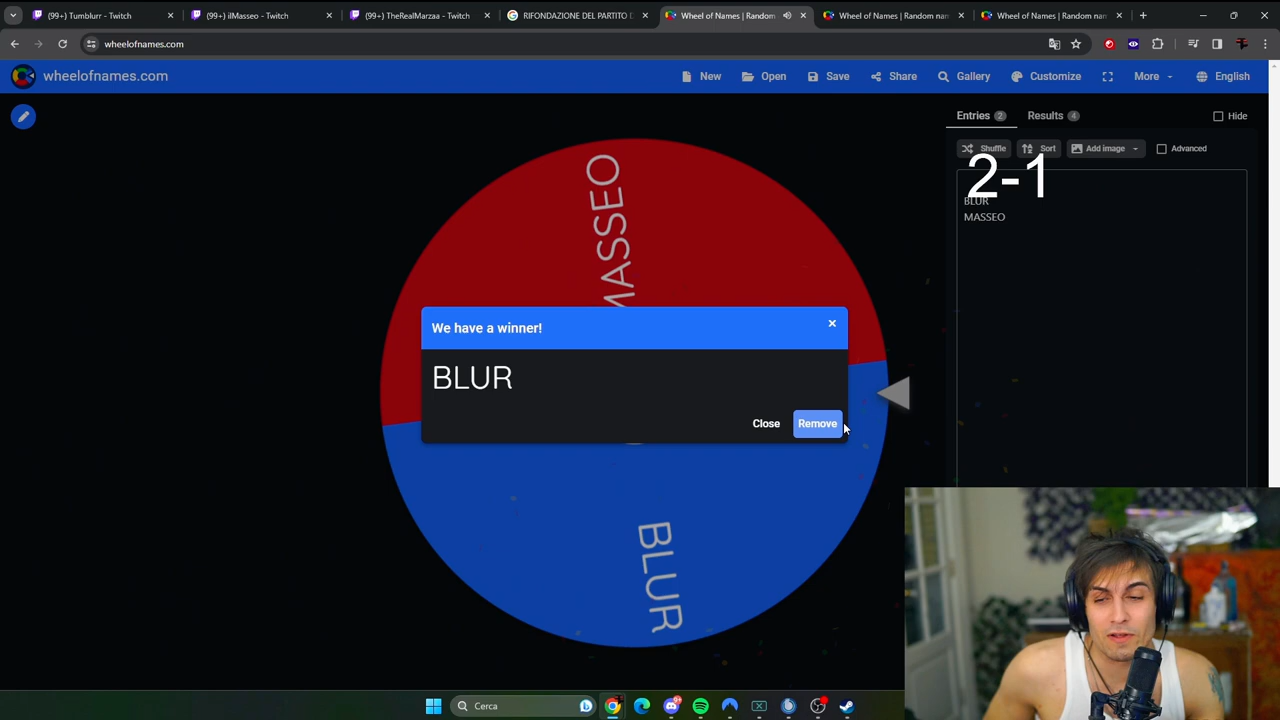 (99+) Tumblurr - Twitch
(99+) ilMasseo - Twitch
(99+) TheRealMarzaa - Twitch
RIFONDAZIONE DEL PARTITO D
Wheel of Names | Random
Wheel of Names | Random nam
Wheel of Names | Random nam
wheelofnames.com
wheelofnames.com
New
Open
Save
Share
Gallery
Customize
More
English
Entries 2
Results 4
Hide
Shuffle
Sort
Add image
Advanced
2-1
BLUR
MASSEO
MASSEO
We have a winner!
BLUR
Close
Remove
BLUR
Cerca